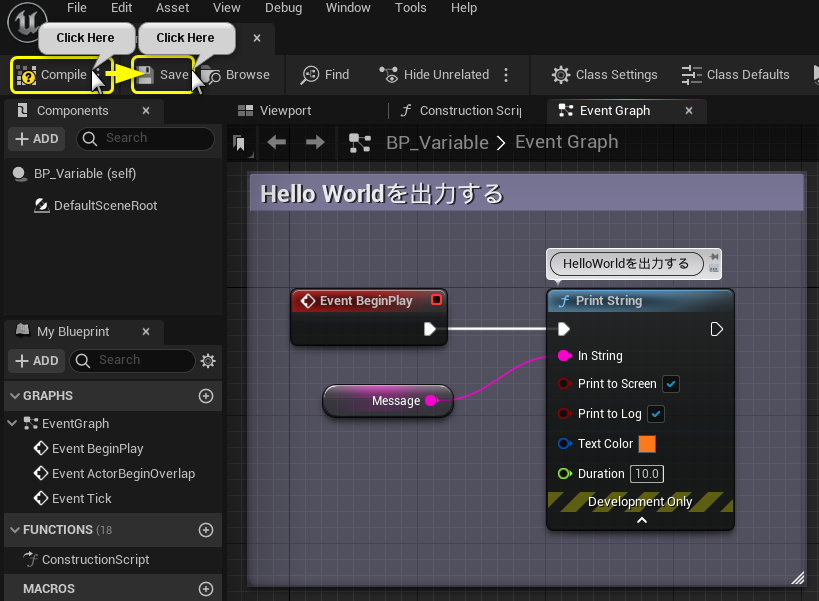 File Edit Asset View Debug Window Tools Help
Click Here Click Here
Compile Save Browse Find Hide Unrelated Class Settings Class Defaults
Components Viewport Construction Scrip Event Graph
ADD Search BP_Variable Event Graph
BP_Variable (self)
DefaultSceneRoot
Hello Worldを出力する
HelloWorldを出力する
Event BeginPlay Print String
In String
Message
Print to Screen
Print to Log
Text Color
Duration 10.0
Development Only
My Blueprint
ADD Search
GRAPHS
EventGraph
Event BeginPlay
Event ActorBeginOverlap
Event Tick
FUNCTIONS (18
ConstructionScript
MACROS